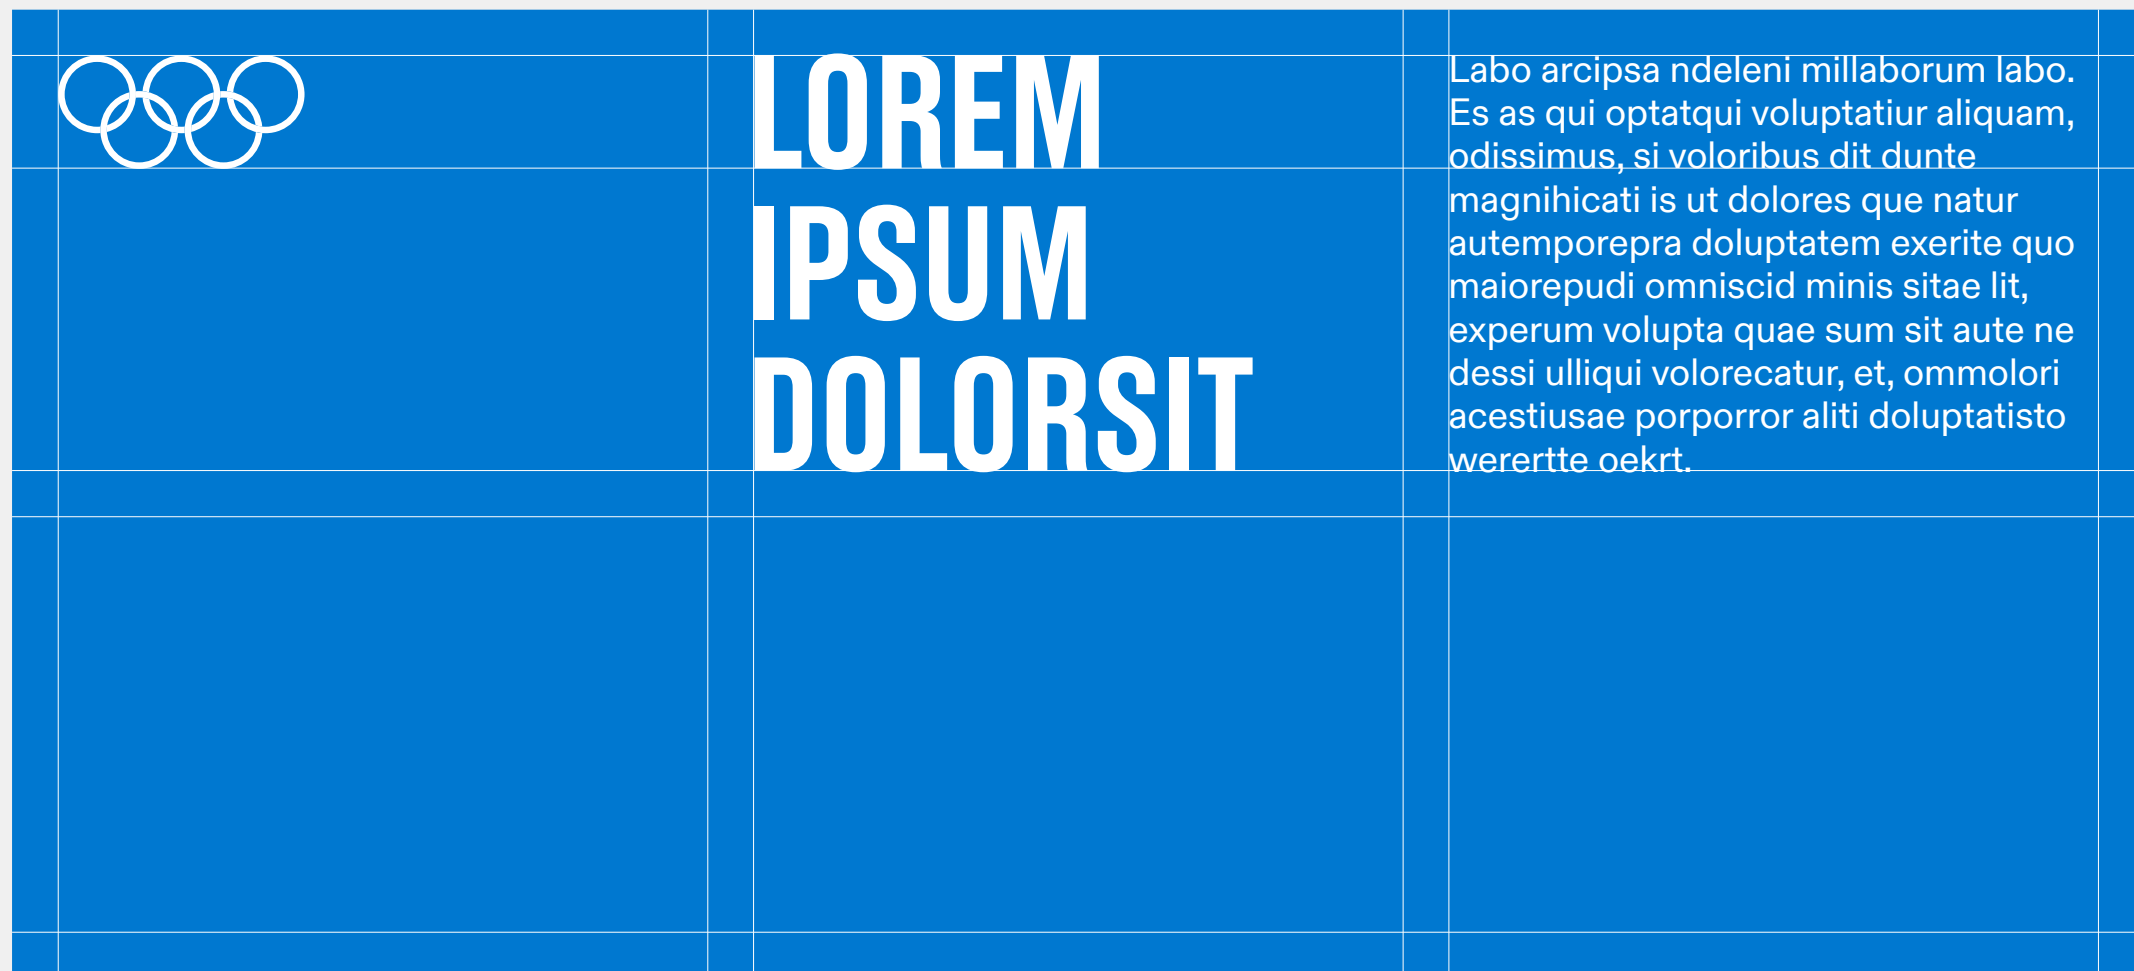 LOREM
IPSUM
DOLORSIT
Labo arcipsa ndeleni millaborum labo.
Es as qui optatqui voluptatiur aliquam,
odissimus, si voloribus dit dunte
magnihicati is ut dolores que natur
autemporepra doluptatem exerite quo
maiorepudi omniscid minis sitae lit,
experum volupta quae sum sit aute ne
dessi ulliqui volorecatur, et, ommolori
acestiusae porporror aliti doluptatisto
werertte oekrt.